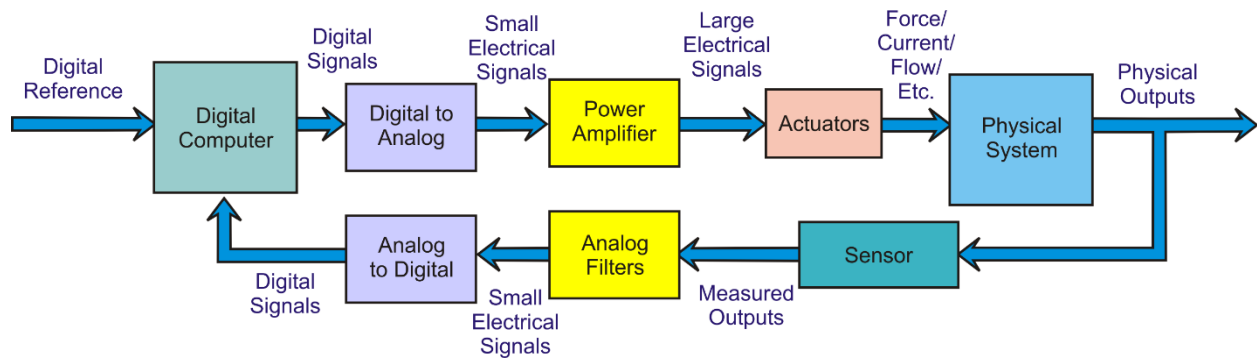 Digital
Reference
Digital
Computer
Digital
Signals
Digital to
Analog
Small
Electrical
Signals
Power
Amplifier
Large
Electrical
Signals
Actuators
Force/
Current/
Flow/
Etc.
Physical
System
Physical
Outputs
Sensor
Measured
Outputs
Analog
Filters
Small
Electrical
Signals
Analog
to Digital
Digital
Signals